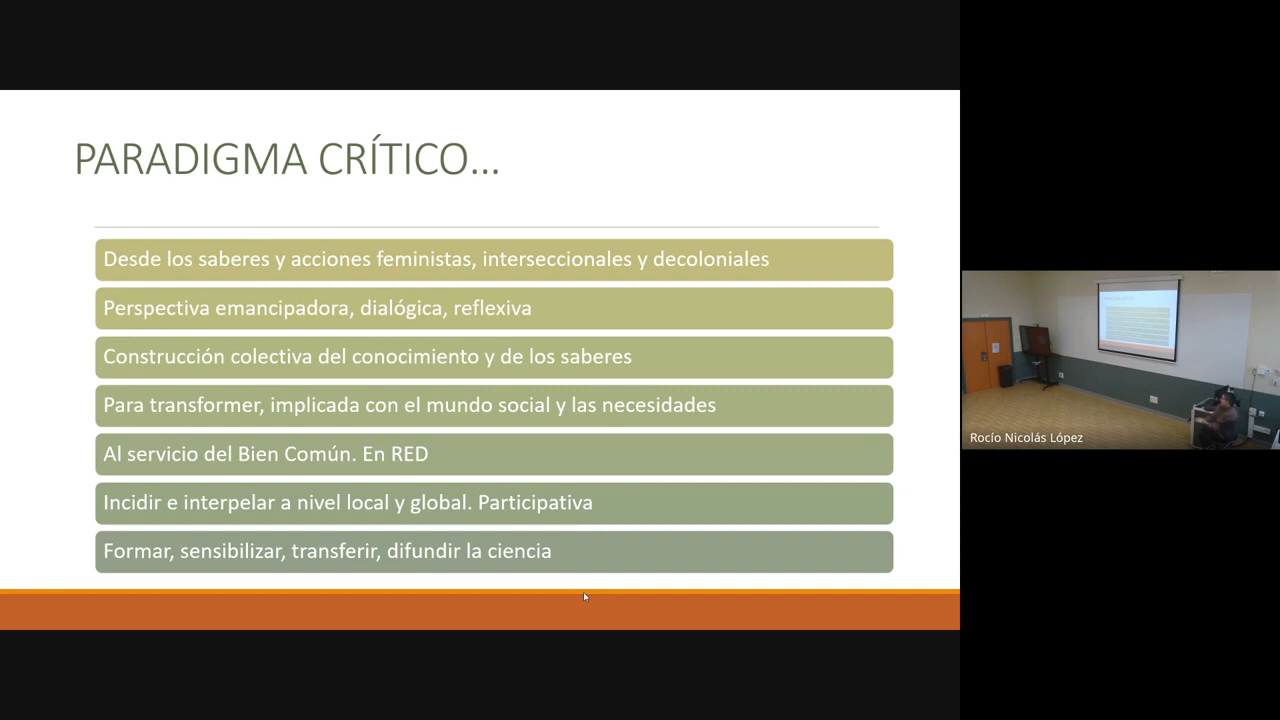 PARADIGMA CRÍTICO...
Desde los saberes y acciones feministas, interseccionales y decoloniales
Perspectiva emancipadora, dialógica, reflexiva
Construcción colectiva del conocimiento y de los saberes
Para transformer, implicada con el mundo social y las necesidades
Al servicio del Bien Común. En RED
Incidir e interpelar a nivel local y global. Participativa
Formar, sensibilizar, transferir, difundir la ciencia
Rocío Nicolás López